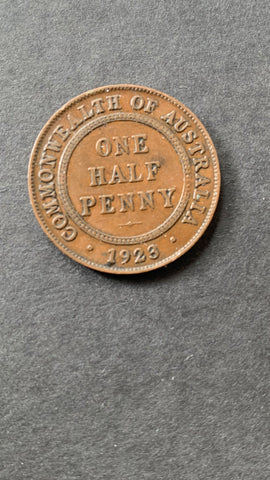 COMMONWEALTH OF AUSTRALIA
ONE
HALF
PENNY
· 1923 ·